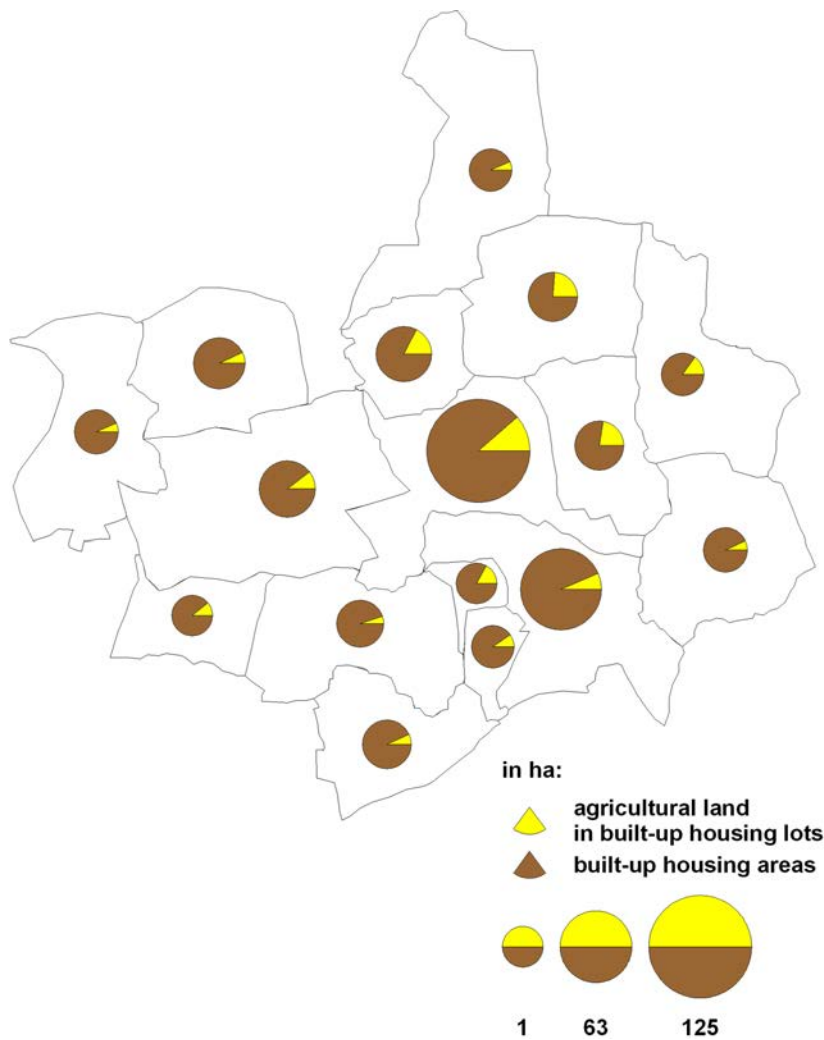 in ha:
agricultural land
in built-up housing lots
built-up housing areas
1 63 125